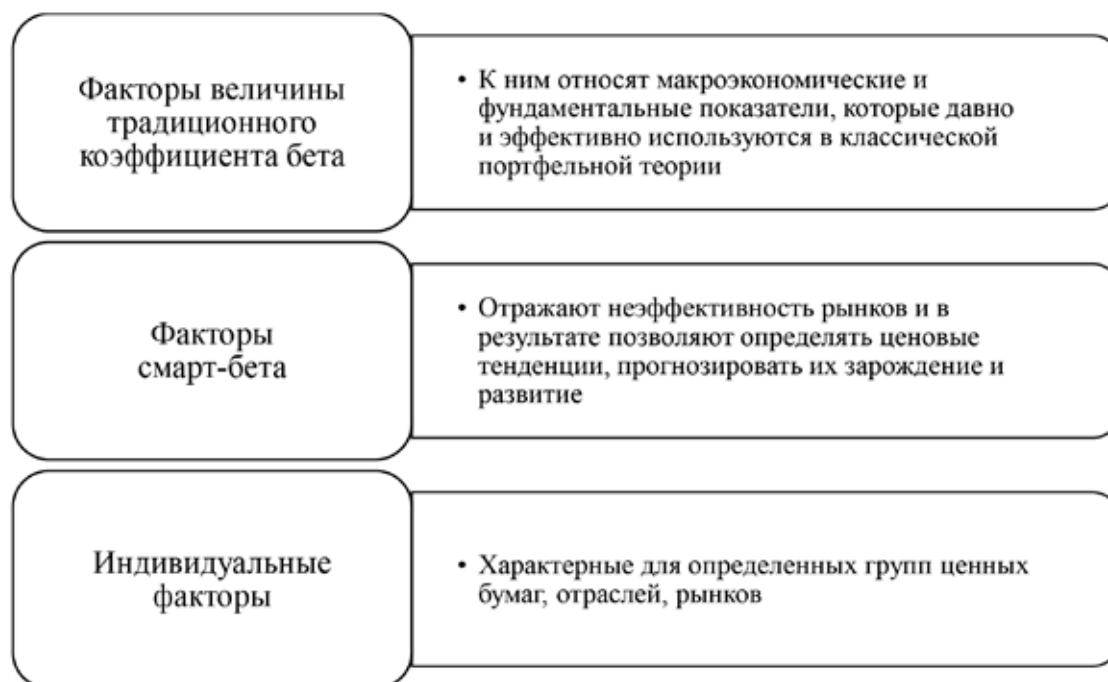 Факторы величины
традиционного
коэффициента бета
• К ним относят макроэкономические и
фундаментальные показатели, которые давно
и эффективно используются в классической
портфельной теории
Факторы
смарт-бета
• Отражают неэффективность рынков и в
результате позволяют определять ценовые
тенденции, прогнозировать их зарождение и
развитие
Индивидуальные
факторы
• Характерные для определенных групп ценных
бумаг, отраслей, рынков